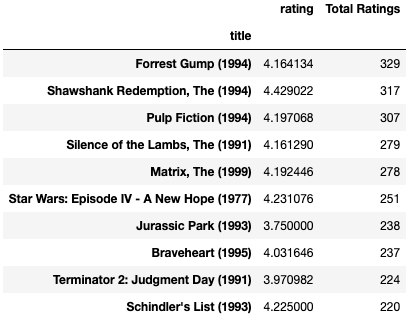 rating Total Ratings
title
Forrest Gump (1994) 4.164134 329
Shawshank Redemption, The (1994) 4.429022 317
Pulp Fiction (1994) 4.197068 307
Silence of the Lambs, The (1991) 4.161290 279
Matrix, The (1999) 4.192446 278
Star Wars: Episode IV - A New Hope (1977) 4.231076 251
Jurassic Park (1993) 3.750000 238
Braveheart (1995) 4.031646 237
Terminator 2: Judgment Day (1991) 3.970982 224
Schindler's List (1993) 4.225000 220